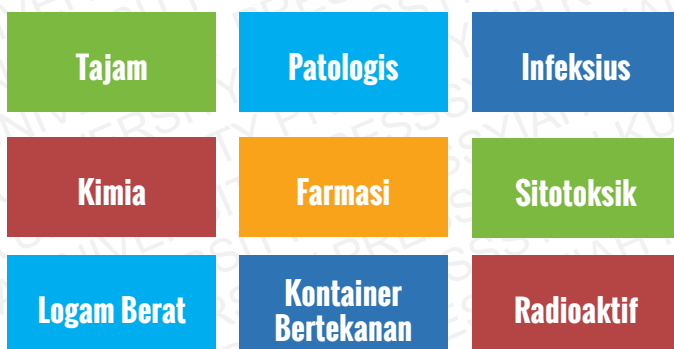 Tajam
Patologis
Infeksius
Kimia
Farmasi
Sitotoksik
Logam Berat
Kontainer
Bertekanan
Radioaktif